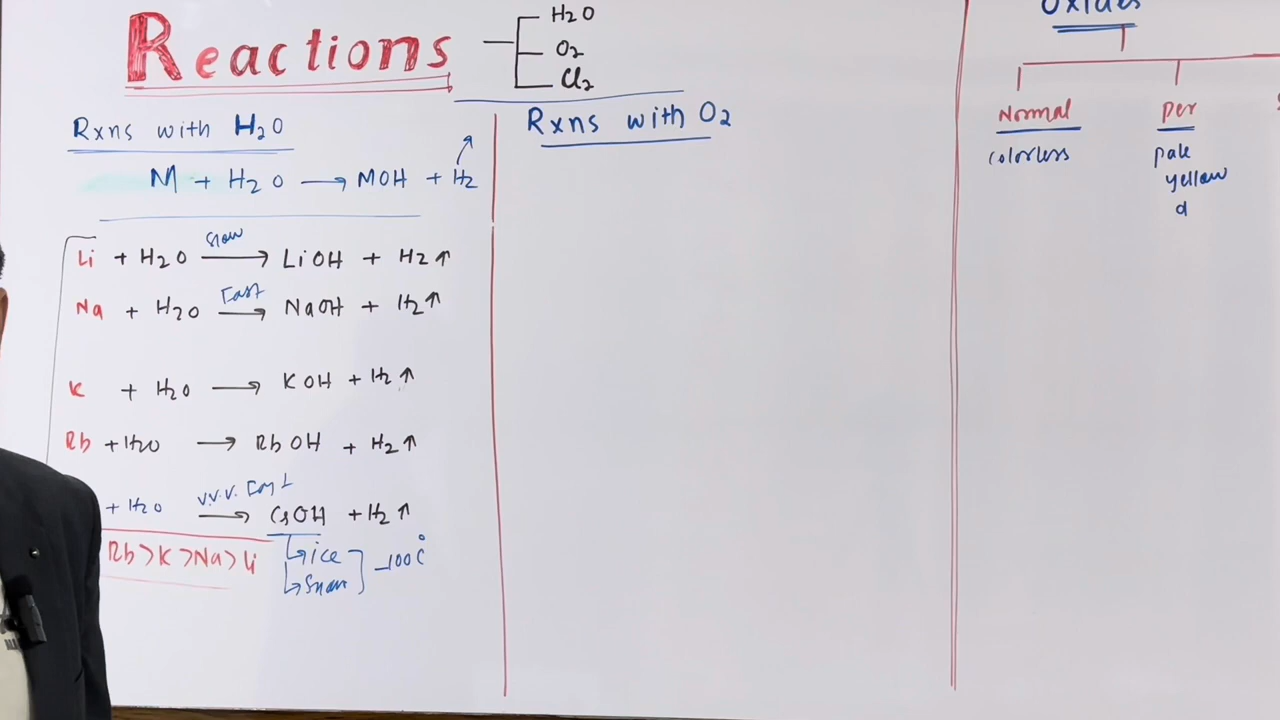 Reactions
H2O
O2
Cl2
Rxns with H2O
M + H2O → MOH + H2
Li + H2O slow → LiOH + H2↑
Na + H2O Fast → NaOH + H2↑
K + H2O → KOH + H2↑
Rb + H2O → RbOH + H2↑
+ H2O v.v.v. Fast → CsOH + H2↑
Rb > K > Na > Li
ice
Snow
-100°C
Rxns with O2
Oxides
Normal
colorless
Per
pale
yellow
d